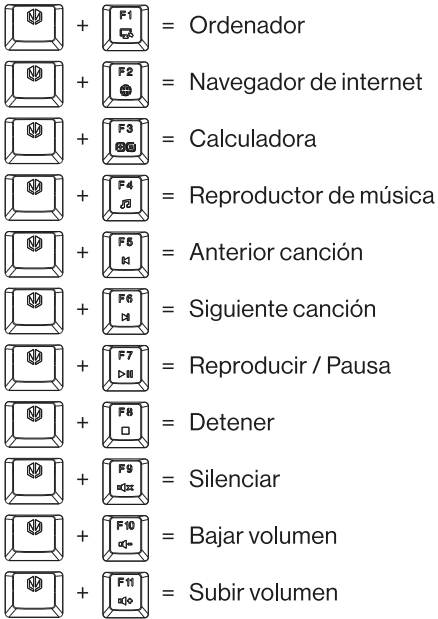 + F1 = Ordenador
+ F2 = Navegador de internet
+ F3 = Calculadora
+ F4 = Reproductor de música
+ F5 = Anterior canción
+ F6 = Siguiente canción
+ F7 = Reproducir / Pausa
+ F8 = Detener
+ F9 = Silenciar
+ F10 = Bajar volumen
+ F11 = Subir volumen